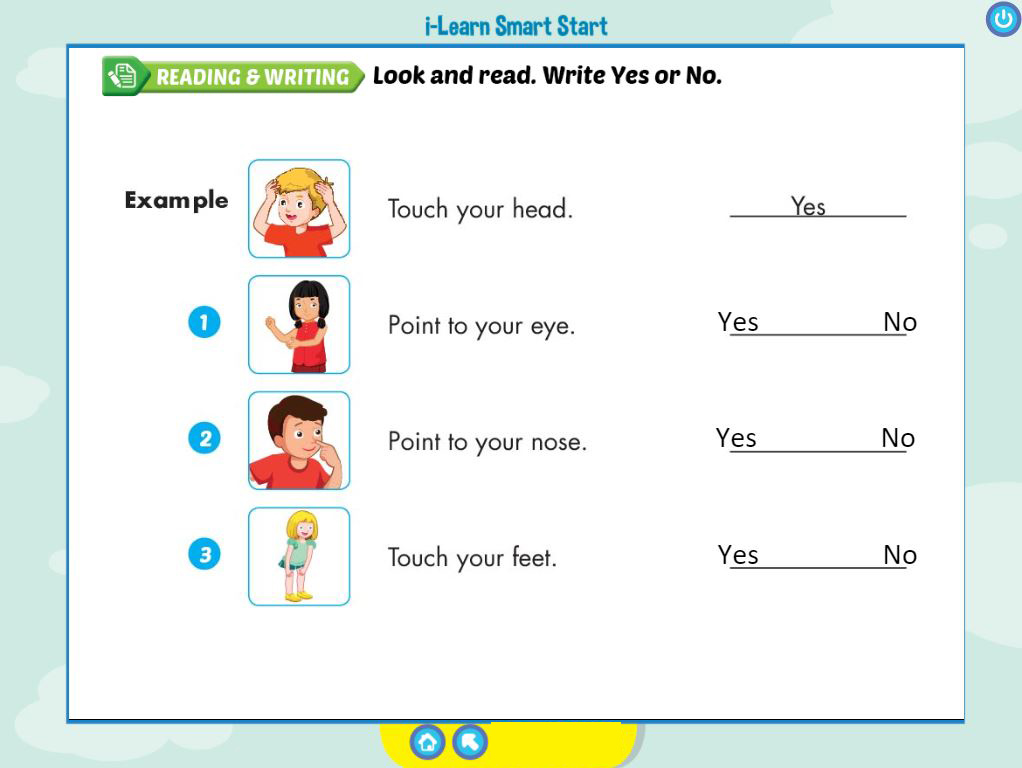 i-Learn Smart Start
READING & WRITING Look and read. Write Yes or No.
Example Touch your head. Yes
1 Point to your eye. Yes No
2 Point to your nose. Yes No
3 Touch your feet. Yes No